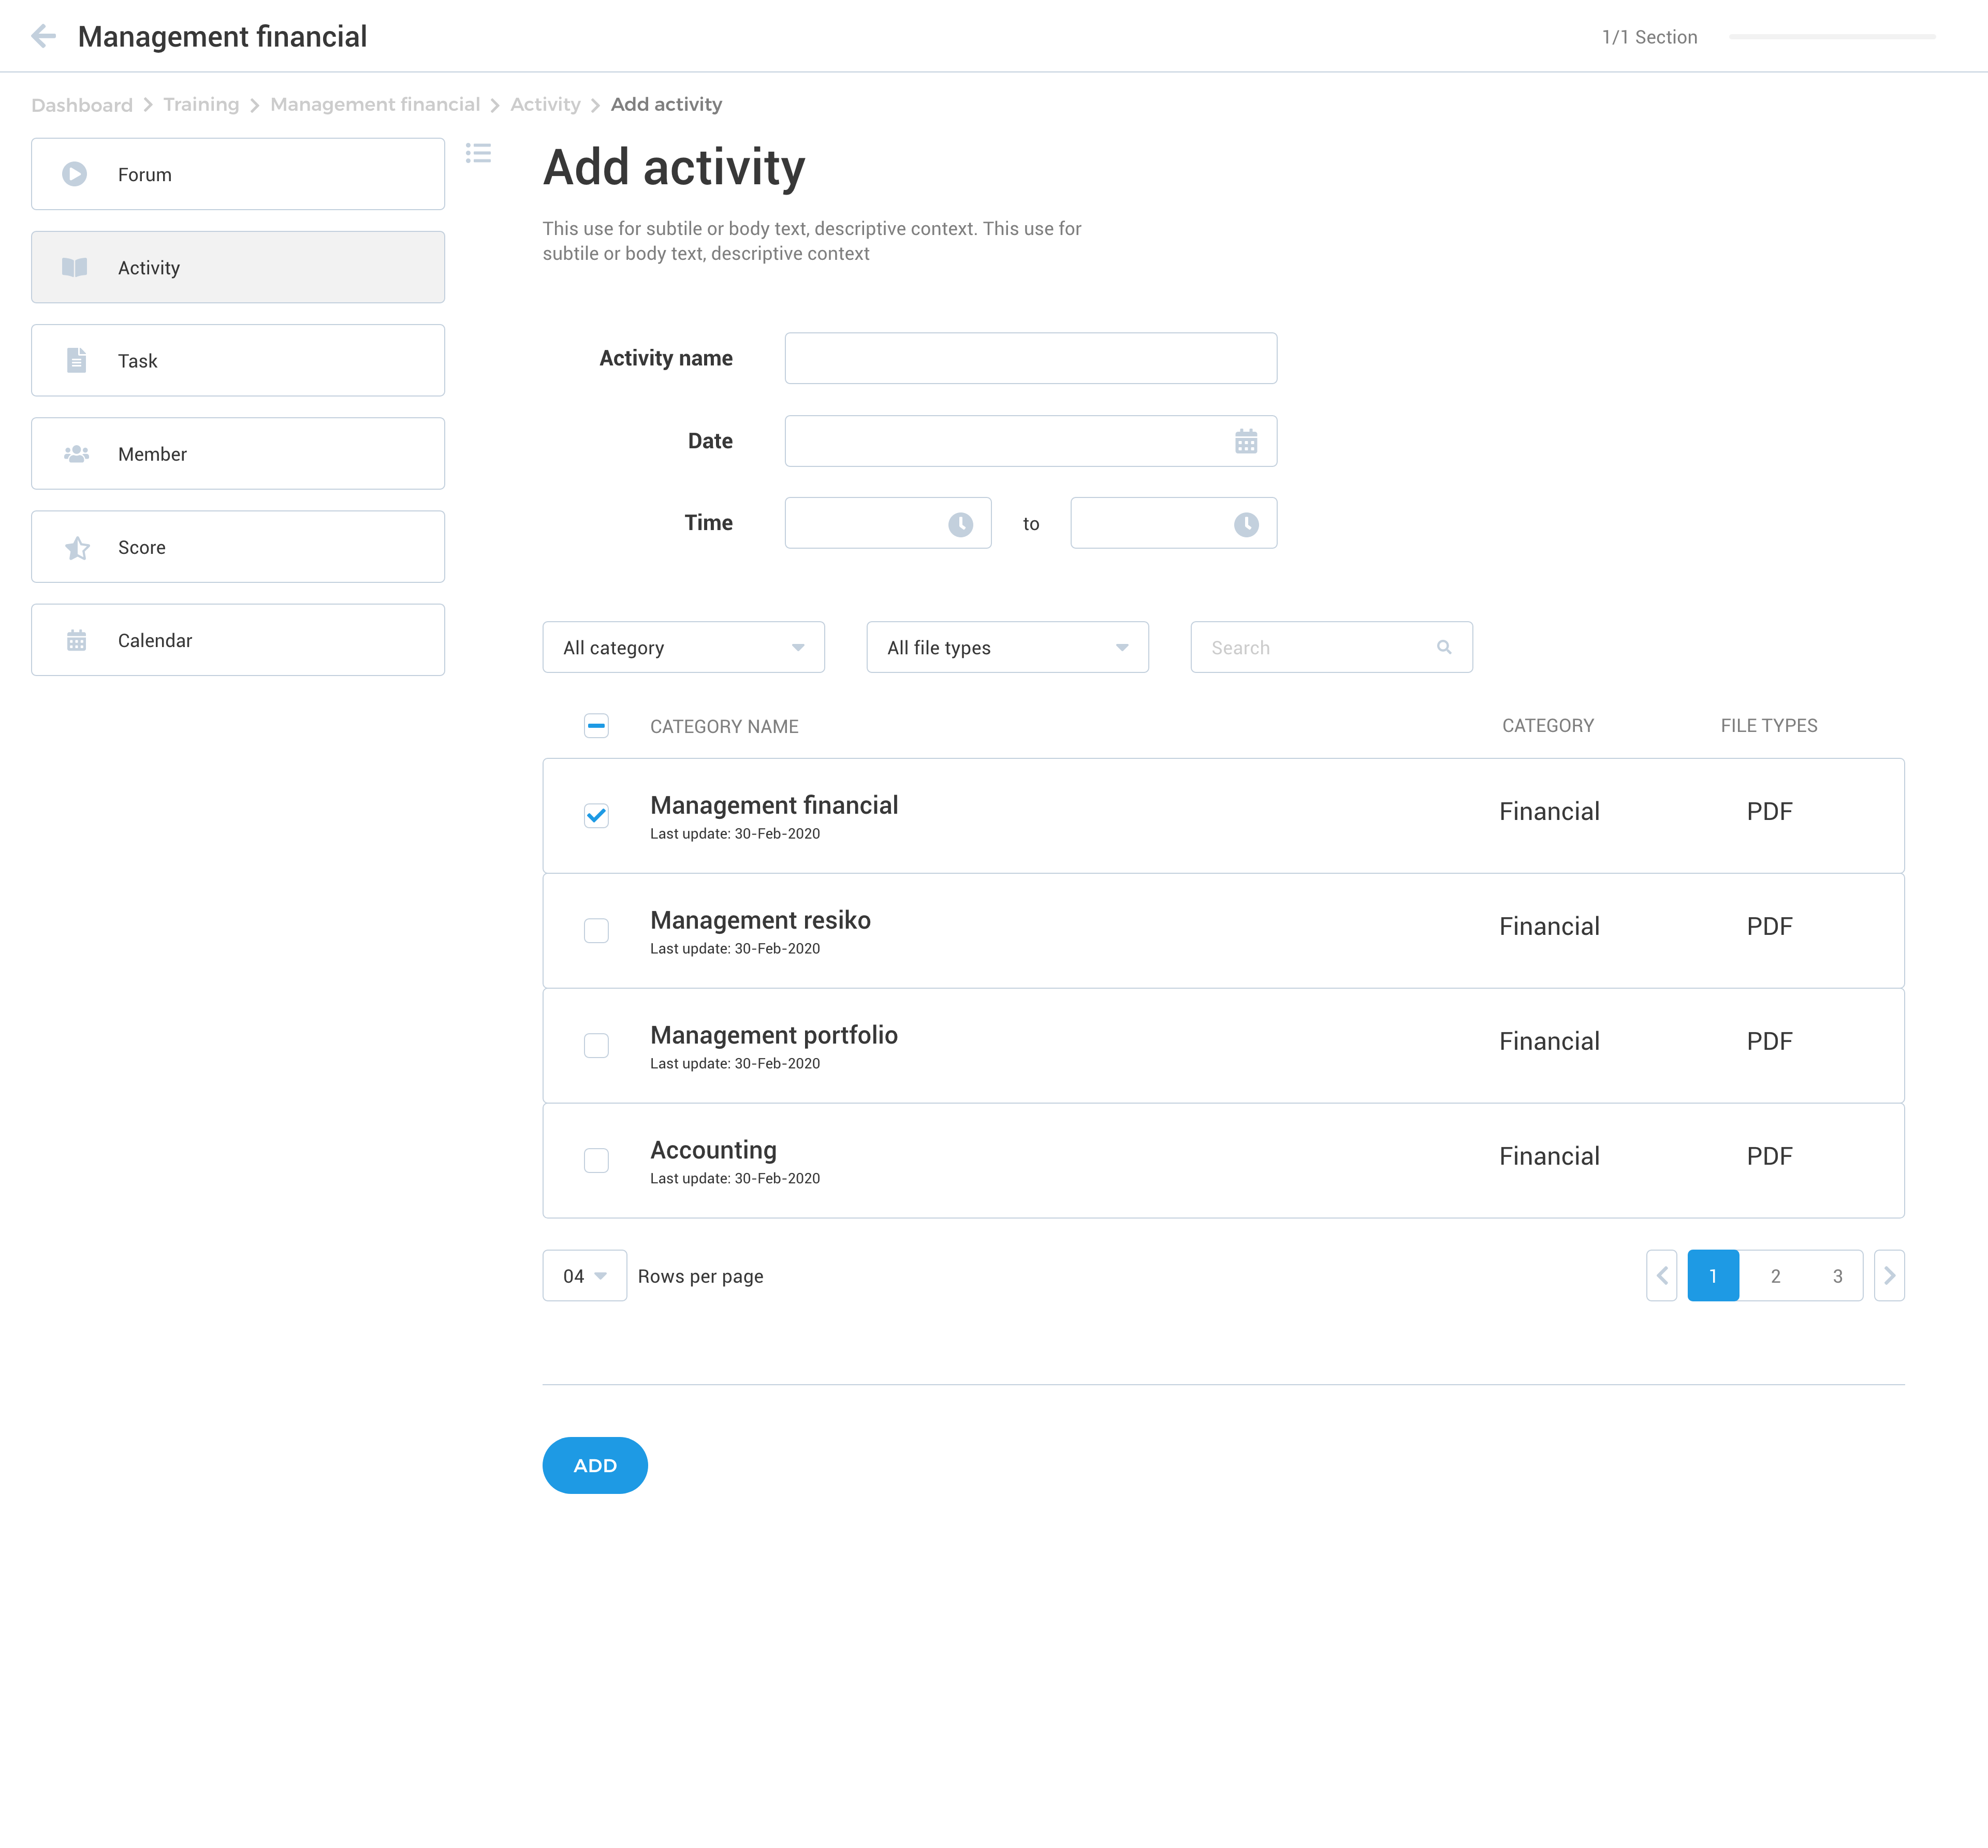 Management financial
1/1 Section
Dashboard
Training
Management financial
Activity
Add activity
Forum
Activity
Task
Member
Score
Calendar
Add activity
This use for subtile or body text, descriptive context. This use for
subtile or body text, descriptive context
Activity name
Date
Time
to
All category
All file types
Search
CATEGORY NAME
CATEGORY
FILE TYPES
Management financial
Last update: 30-Feb-2020
Financial
PDF
Management resiko
Last update: 30-Feb-2020
Financial
PDF
Management portfolio
Last update: 30-Feb-2020
Financial
PDF
Accounting
Last update: 30-Feb-2020
Financial
PDF
04
Rows per page
1
2
3
ADD